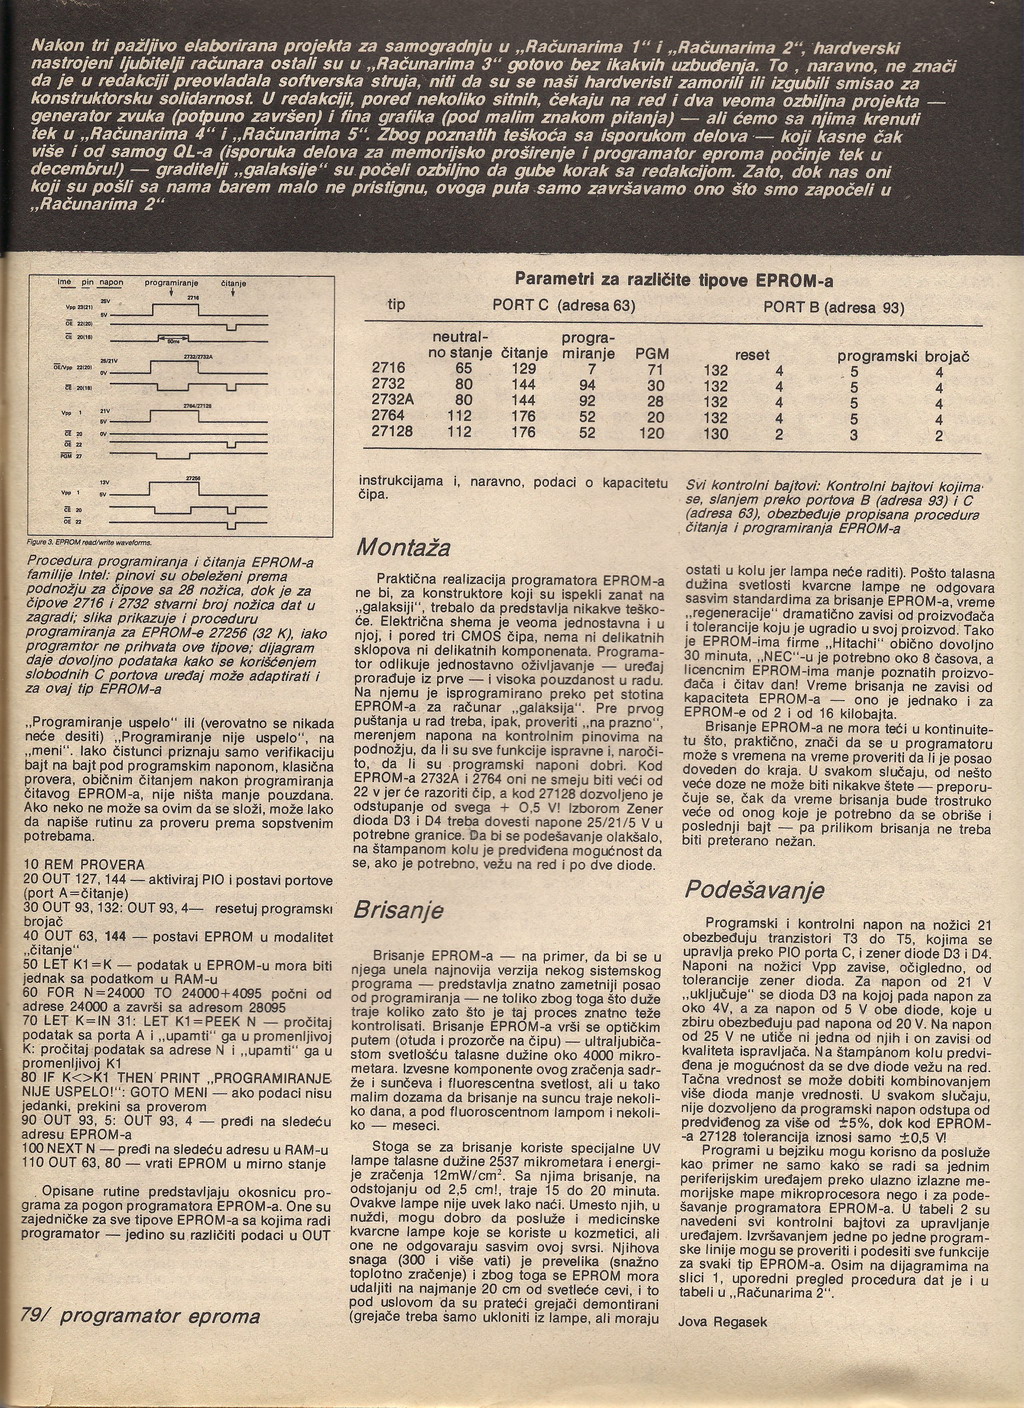 Nakon tri pažljivo elaborirana projekta za samogradnju u „Računarima 1“ i „Računarima 2“, hardverski
nastrojeni ljubitelji računara ostali su u „Računarima 3“ gotovo bez ikakvih uzbuđenja. To , naravno, ne znači
da je u redakciji preovladala softverska struja, niti da su se naši hardveristi zamorili ili izgubili smisao za
konstruktorsku solidarnost. U redakciji, pored nekoliko sitnih, čekaju na red i dva veoma ozbiljna projekta —
generator zvuka (potpuno završen) i fina grafika (pod malim znakom pitanja) — ali ćemo sa njima krenuti
tek u „Računarima 4“ i „Računarima 5“. Zbog poznatih teškoća sa isporukom delova — koji kasne čak
više i od samog QL-a (isporuka delova za memorijsko proširenje i programator eproma počinje tek u
decembru!) — graditelji „galaksije“ su počeli ozbiljno da gube korak sa redakcijom. Zato, dok nas oni
koji su pošli sa nama barem malo ne pristignu, ovoga puta samo završavamo ono što smo započeli u
„Računarima 2“
Ime pin napon programiranje čitanje
2716
Vpp 23(21) 25V
5V
OE 22(20)
CE 20(18)
50ms
2732/2732A
OE/Vpp 22(20) 25/21V
0V
CE 20(18)
2764/27128
Vpp 1 21V
5V
CE 20 0V
OE 22
PGM 27
27256
Vpp 1 13V
5V
CE 20
OE 22
Figure 3. EPROM read/write waveforms.
Procedura programiranja i čitanja EPROM-a
familije Intel: pinovi su obeleženi prema
podnožju za čipove sa 28 nožica, dok je za
čipove 2716 i 2732 stvarni broj nožica dat u
zagradi; slika prikazuje i proceduru
programiranja za EPROM-e 27256 (32 K), iako
programtor ne prihvata ove tipove; dijagram
daje dovoljno podataka kako se korišćenjem
slobodnih C portova uređaj može adaptirati i
za ovaj tip EPROM-a
„Programiranje uspelo“ ili (verovatno se nikada
neće desiti) „Programiranje nije uspelo“, na
„meni“. Iako čistunci priznaju samo verifikaciju
bajt na bajt pod programskim naponom, klasična
provera, običnim čitanjem nakon programiranja
čitavog EPROM-a, nije ništa manje pouzdana.
Ako neko ne može sa ovim da se složi, može lako
da napiše rutinu za proveru prema sopstvenim
potrebama.
10 REM PROVERA
20 OUT 127, 144 — aktiviraj PIO i postavi portove
(port A=čitanje)
30 OUT 93, 132: OUT 93, 4— resetuj programski
brojač
40 OUT 63, 144 — postavi EPROM u modalitet
„čitanje“
50 LET K1=K — podatak u EPROM-u mora biti
jednak sa podatkom u RAM-u
60 FOR N=24000 TO 24000+4095 počni od
adrese 24000 a završi sa adresom 28095
70 LET K=IN 31: LET K1=PEEK N — pročitaj
podatak sa porta A i „upamti“ ga u promenljivoj
K: pročitaj podatak sa adrese N i „upamti“ ga u
promenljivoj K1
80 IF K<>K1 THEN PRINT „PROGRAMIRANJE
NIJE USPELO!“: GOTO MENI — ako podaci nisu
jedanki, prekini sa proverom
90 OUT 93, 5: OUT 93, 4 — pređi na sledeću
adresu EPROM-a
100 NEXT N — pređi na sledeću adresu u RAM-u
110 OUT 63, 80 — vrati EPROM u mirno stanje
Opisane rutine predstavljaju okosnicu pro-
grama za pogon programatora EPROM-a. One su
zajedničke za sve tipove EPROM-a sa kojima radi
programator — jedino su različiti podaci u OUT
79/ programator eproma
Parametri za različite tipove EPROM-a
tip PORT C (adresa 63) PORT B (adresa 93)
neutral- progra-
no stanje čitanje miranje PGM reset programski brojač
2716 65 129 7 71 132 4 5 4
2732 80 144 94 30 132 4 5 4
2732A 80 144 92 28 132 4 5 4
2764 112 176 52 20 132 4 5 4
27128 112 176 52 120 130 2 3 2
instrukcijama i, naravno, podaci o kapacitetu
čipa.
Montaža
Praktična realizacija programatora EPROM-a
ne bi, za konstruktore koji su ispekli zanat na
„galaksiji“, trebalo da predstavlja nikakve teško-
će. Električna shema je veoma jednostavna i u
njoj, i pored tri CMOS čipa, nema ni delikatnih
sklopova ni delikatnih komponenata. Programa-
tor odlikuje jednostavno oživljavanje — uređaj
prorađuje iz prve — i visoka pouzdanost u radu.
Na njemu je isprogramirano preko pet stotina
EPROM-a za računar „galaksija“. Pre prvog
puštanja u rad treba, ipak, proveriti „na prazno“,
merenjem napona na kontrolnim pinovima na
podnožju, da li su sve funkcije ispravne i, naroči-
to, da li su programski naponi dobri. Kod
EPROM-a 2732A i 2764 oni ne smeju biti veći od
22 v jer će razoriti čip, a kod 27128 dozvoljeno je
odstupanje od svega + 0,5 V! Izborom Zener
dioda D3 i D4 treba dovesti napone 25/21/5 V u
potrebne granice. Da bi se podešavanje olakšalo,
na štampanom kolu je predviđena mogućnost da
se, ako je potrebno, vežu na red i po dve diode.
Brisanje
Brisanje EPROM-a — na primer, da bi se u
njega unela najnovija verzija nekog sistemskog
programa — predstavlja znatno zametniji posao
od programiranja — ne toliko zbog toga što duže
traje koliko zato što je taj proces znatno teže
kontrolisati. Brisanje EPROM-a vrši se optičkim
putem (otuda i prozorče na čipu) — ultraljubiča-
stom svetlošću talasne dužine oko 4000 mikro-
metara. Izvesne komponente ovog zračenja sadr-
že i sunčeva i fluorescentna svetlost, ali u tako
malim dozama da brisanje na suncu traje nekoli-
ko dana, a pod fluoroscentnom lampom i nekoli-
ko — meseci.
Stoga se za brisanje koriste specijalne UV
lampe talasne dužine 2537 mikrometara i energi-
je zračenja 12mW/cm². Sa njima brisanje, na
odstojanju od 2,5 cm!, traje 15 do 20 minuta.
Ovakve lampe nije uvek lako naći. Umesto njih, u
nuždi, mogu dobro da posluže i medicinske
kvarcne lampe koje se koriste u kozmetici, ali
one ne odgovaraju sasvim ovoj svrsi. Njihova
snaga (300 i više vati) je prevelika (snažno
toplotno zračenje) i zbog toga se EPROM mora
udaljiti na najmanje 20 cm od svetleće cevi, i to
pod uslovom da su prateći grejači demontirani
(grejače treba samo ukloniti iz lampe, ali moraju
Svi kontrolni bajtovi: Kontrolni bajtovi kojima
se, slanjem preko portova B (adresa 93) i C
(adresa 63), obezbeđuje propisana procedura
čitanja i programiranja EPROM-a
ostati u kolu jer lampa neće raditi). Pošto talasna
dužina svetlosti kvarcne lampe ne odgovara
sasvim standardima za brisanje EPROM-a, vreme
„regeneracije“ dramatično zavisi od proizvođača
i tolerancije koju je ugradio u svoj proizvod. Tako
je EPROM-ima firme „Hitachi“ obično dovoljno
30 minuta, „NEC“-u je potrebno oko 8 časova, a
licencnim EPROM-ima manje poznatih proizvo-
đača i čitav dan! Vreme brisanja ne zavisi od
kapaciteta EPROM-a — ono je jednako i za
EPROM-e od 2 i od 16 kilobajta.
Brisanje EPROM-a ne mora teći u kontinuite-
tu što, praktično, znači da se u programatoru
može s vremena na vreme proveriti da li je posao
doveden do kraja. U svakom slučaju, od nešto
veće doze ne može biti nikakve štete — preporu-
čuje se, čak da vreme brisanja bude trostruko
veće od onog koje je potrebno da se obriše i
poslednji bajt — pa prilikom brisanja ne treba
biti preterano nežan.
Podešavanje
Programski i kontrolni napon na nožici 21
obezbeđuju tranzistori T3 do T5, kojima se
upravlja preko PIO porta C, i zener diode D3 i D4.
Naponi na nožici Vpp zavise, očigledno, od
tolerancije zener dioda. Za napon od 21 V
„uključuje“ se dioda D3 na kojoj pada napon za
oko 4V, a za napon od 5 V obe diode, koje u
zbiru obezbeđuju pad napona od 20 V. Na napon
od 25 V ne utiče ni jedna od njih i on zavisi od
kvaliteta ispravljača. Na štampanom kolu predvi-
đena je mogućnost da se dve diode vežu na red.
Tačna vrednost se može dobiti kombinovanjem
više dioda manje vrednosti. U svakom slučaju,
nije dozvoljeno da programski napon odstupa od
predviđenog za više od ±5%, dok kod EPROM-
-a 27128 tolerancija iznosi samo ±0,5 V!
Programi u bejziku mogu korisno da posluže
kao primer ne samo kako se radi sa jednim
periferijskim uređajem preko ulazno izlazne me-
morijske mape mikroprocesora nego i za pode-
šavanje programatora EPROM-a. U tabeli 2 su
navedeni svi kontrolni bajtovi za upravljanje
uređajem. Izvršavanjem jedne po jedne program-
ske linije mogu se proveriti i podesiti sve funkcije
za svaki tip EPROM-a. Osim na dijagramima na
slici 1, uporedni pregled procedura dat je i u
tabeli u „Računarima 2“.
Jova Regasek